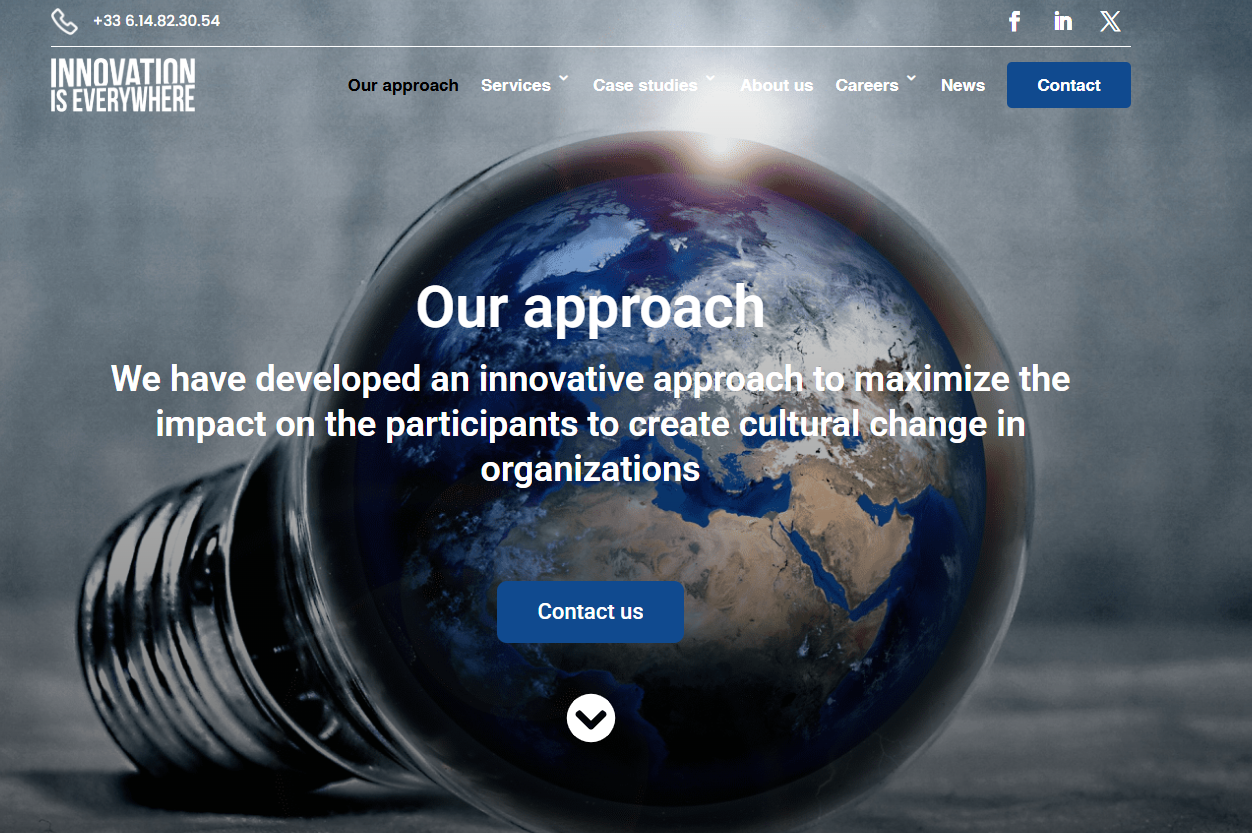 +33 6.14.82.30.54
INNOVATION
IS EVERYWHERE
Our approach Services Case studies About us Careers News Contact
Our approach
We have developed an innovative approach to maximize the
impact on the participants to create cultural change in
organizations
Contact us